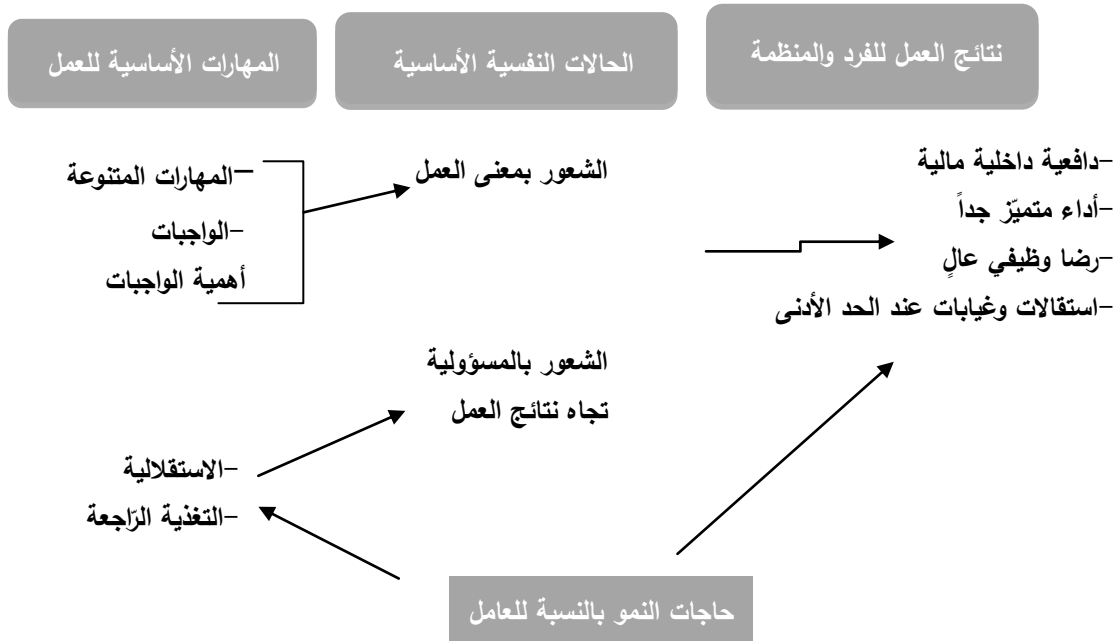 المهارات الأساسية للعمل
الحالات النفسية الأساسية
نتائج العمل للفرد والمنظمة
–المهارات المتنوعة
–الواجبات
أهمية الواجبات
الشعور بمعنى العمل
–دافعية داخلية مالية
–أداء متميّز جداً
–رضا وظيفي عالٍ
–استقالات وغيابات عند الحد الأدنى
الشعور بالمسؤولية
تجاه نتائج العمل
–الاستقلالية
–التغذية الرّاجعة
حاجات النمو بالنسبة للعامل